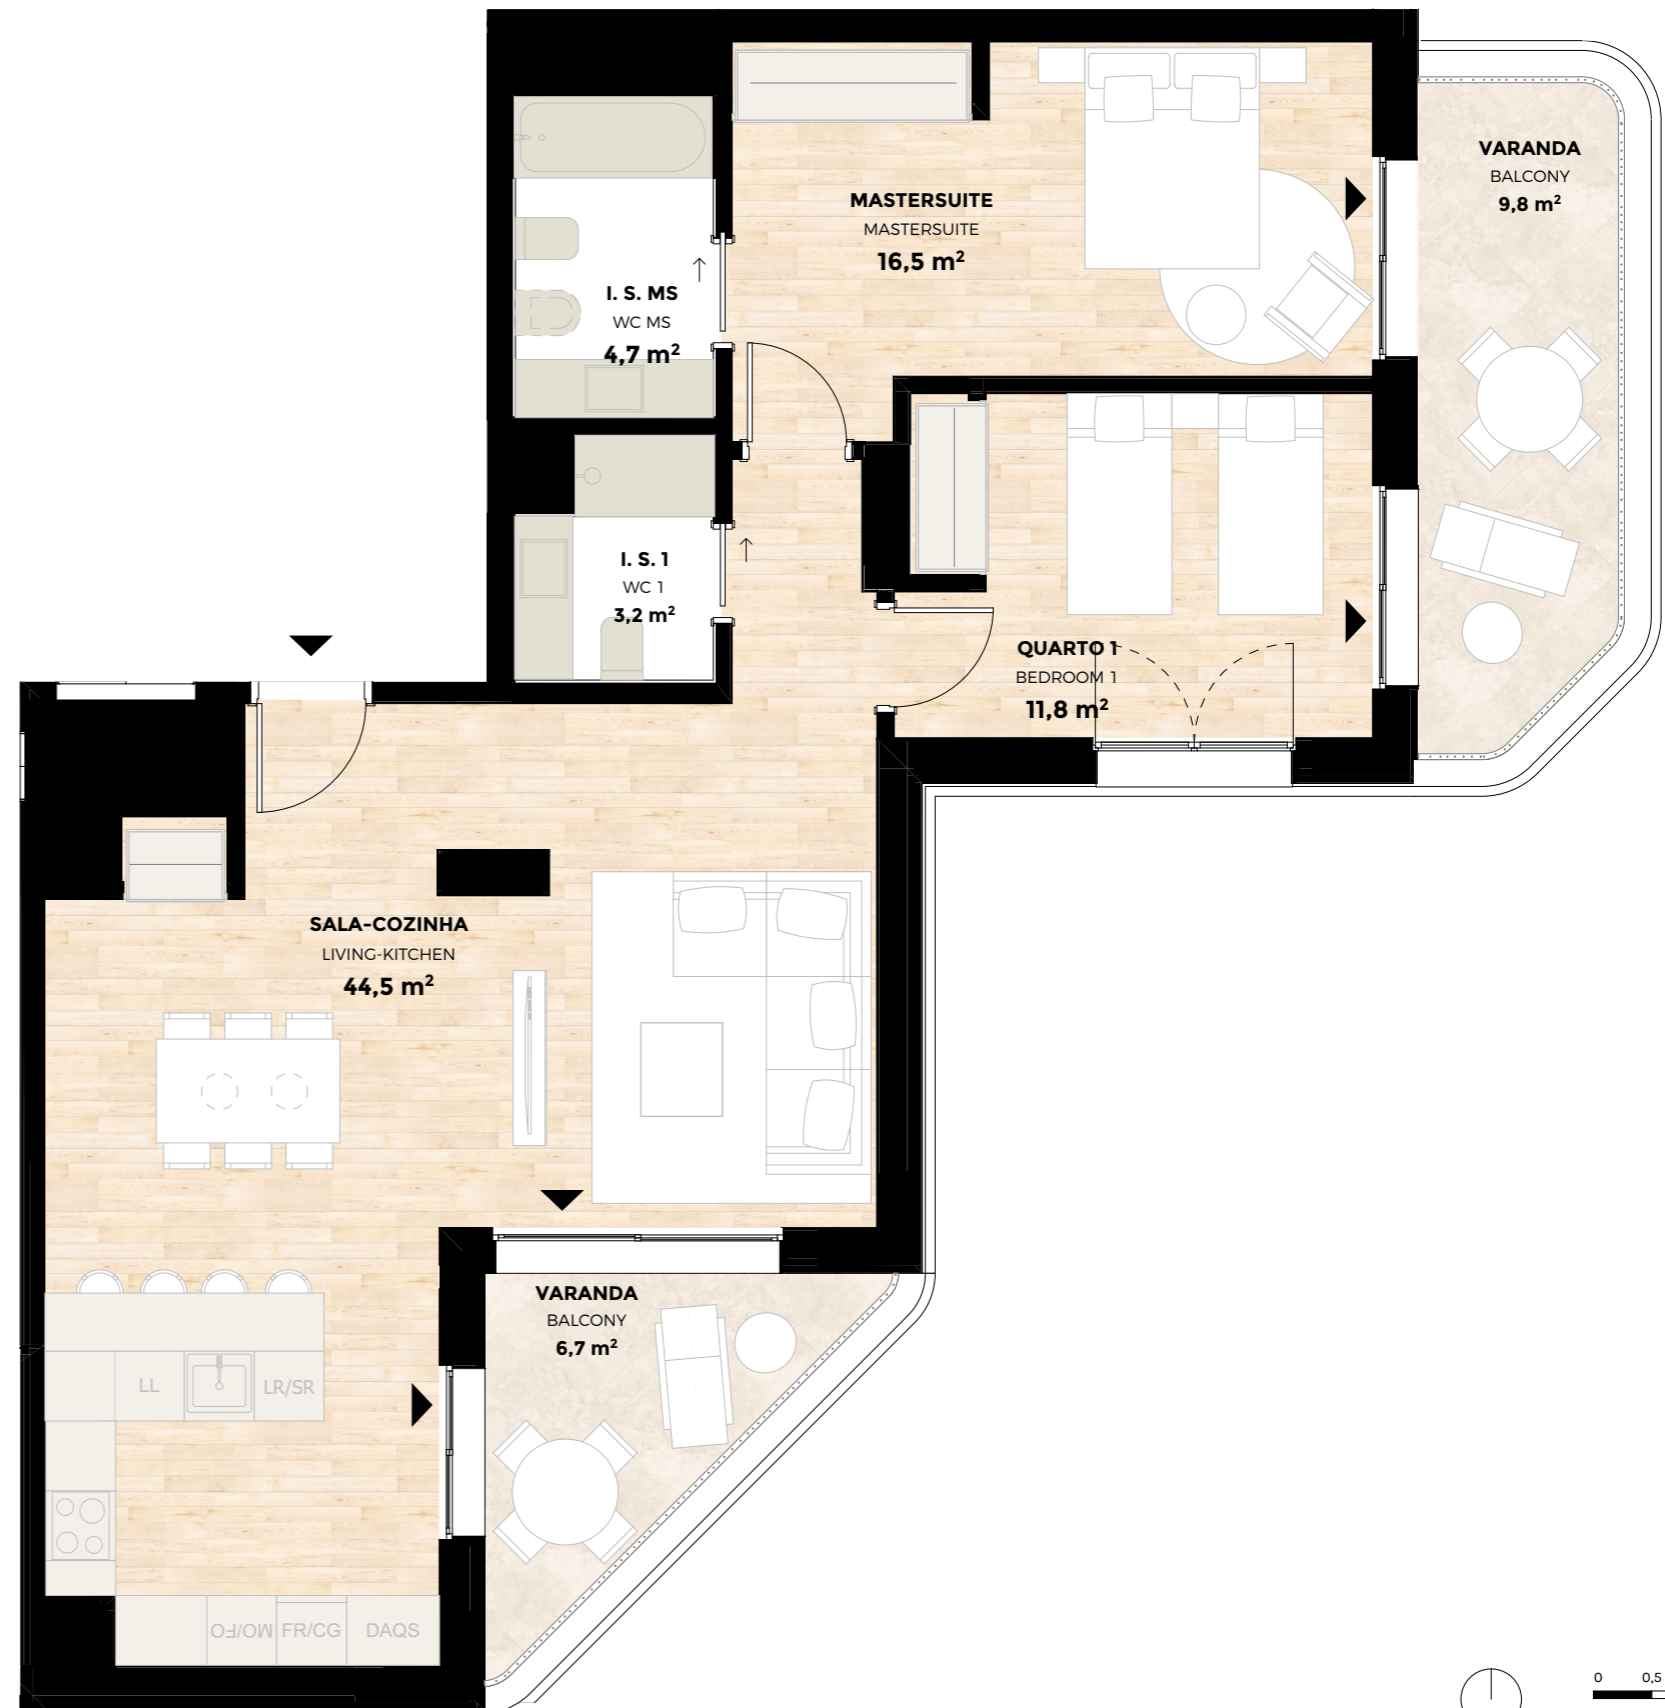 VARANDA
BALCONY
9,8 m²
MASTERSUITE
MASTERSUITE
16,5 m²
I. S. MS
WC MS
4,7 m²
I. S. 1
WC 1
3,2 m²
QUARTO 1
BEDROOM 1
11,8 m²
SALA-COZINHA
LIVING-KITCHEN
44,5 m²
VARANDA
BALCONY
6,7 m²
LL
LR/SR
MO/FO
FR/CG
DAQS
0 0,5